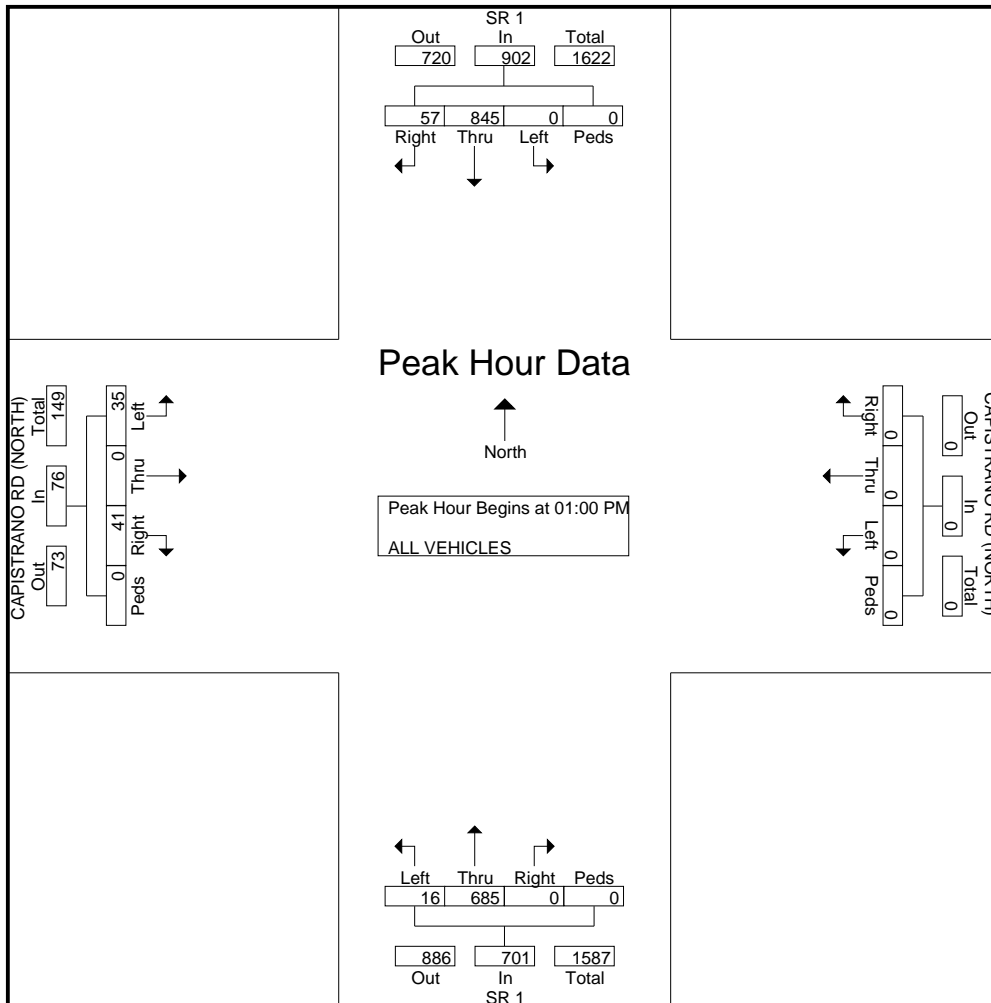 SR 1
Out In Total
720 902 1622
57 845 0 0
Right Thru Left Peds
Peak Hour Data
North
Peak Hour Begins at 01:00 PM
ALL VEHICLES
CAPISTRANO RD (NORTH)
Total In Out
149 76 73
35 0 41 0
Left Thru Right Peds
CAPISTRANO RD (NORTH)
Out In Total
0 0 0
0 0 0 0
Right Thru Left Peds
Left Thru Right Peds
16 685 0 0
886 701 1587
Out In Total
SR 1